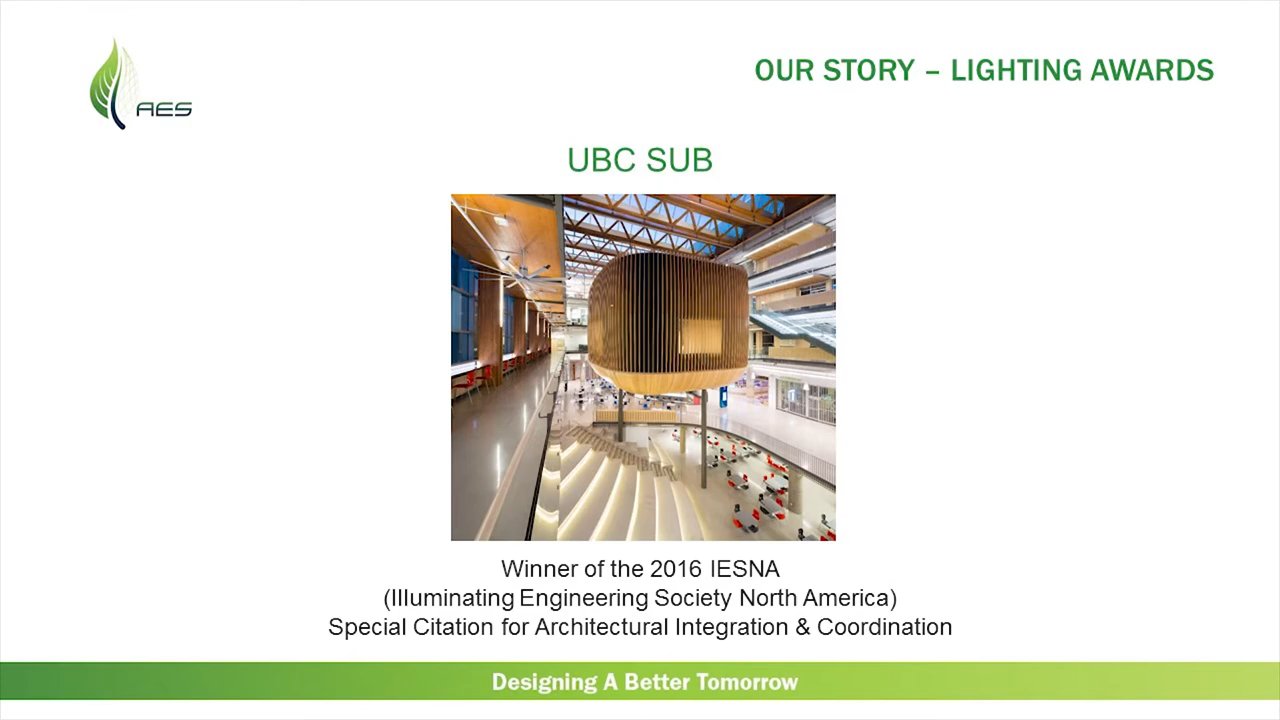 AES
OUR STORY – LIGHTING AWARDS
UBC SUB
Winner of the 2016 IESNA
(Illuminating Engineering Society North America)
Special Citation for Architectural Integration & Coordination
Designing A Better Tomorrow